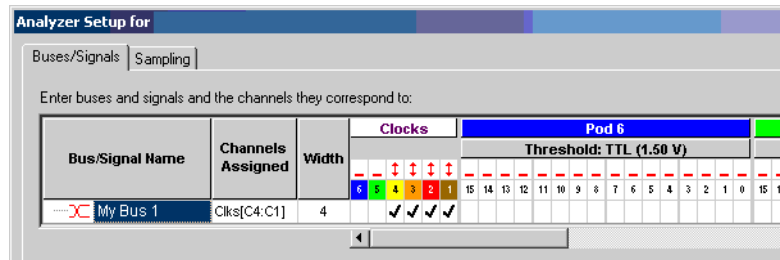 Analyzer Setup for
Buses/Signals Sampling
Enter buses and signals and the channels they correspond to:
Bus/Signal Name Channels Assigned Width Clocks Pod 6
Threshold: TTL (1.50 V)
6 5 4 3 2 1 15 14 13 12 11 10 9 8 7 6 5 4 3 2 1 0 15
My Bus 1 Clks[C4:C1] 4